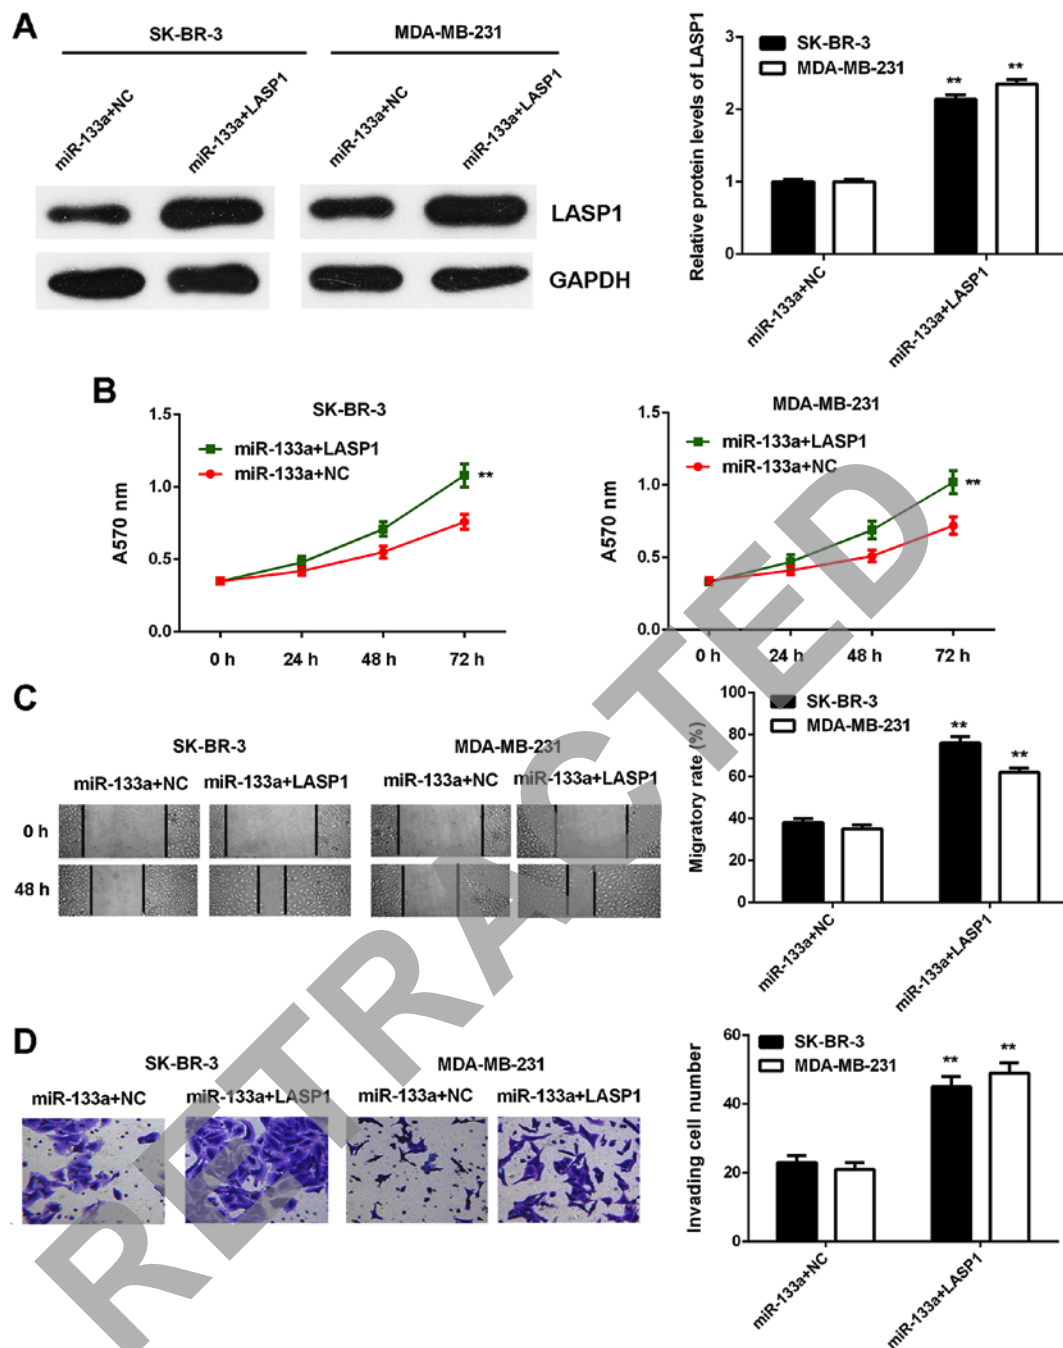 A
SK-BR-3
MDA-MB-231
miR-133a+NC
miR-133a+LASP1
miR-133a+NC
miR-133a+LASP1
LASP1
GAPDH
Relative protein levels of LASP1
3
2
1
0
SK-BR-3
MDA-MB-231
**
**
miR-133a+NC
miR-133a+LASP1
B
SK-BR-3
A570 nm
1.5
1.0
0.5
0.0
miR-133a+LASP1
miR-133a+NC
**
0 h
24 h
48 h
72 h
MDA-MB-231
A570 nm
1.5
1.0
0.5
0.0
miR-133a+LASP1
miR-133a+NC
**
0 h
24 h
48 h
72 h
C
SK-BR-3
MDA-MB-231
miR-133a+NC
miR-133a+LASP1
miR-133a+NC
miR-133a+LASP1
0 h
48 h
Migratory rate (%)
100
80
60
40
20
0
SK-BR-3
MDA-MB-231
**
**
miR-133a+NC
miR-133a+LASP1
D
SK-BR-3
MDA-MB-231
miR-133a+NC
miR-133a+LASP1
miR-133a+NC
miR-133a+LASP1
Invading cell number
60
40
20
0
SK-BR-3
MDA-MB-231
**
**
miR-133a+NC
miR-133a+LASP1
RETRACTED